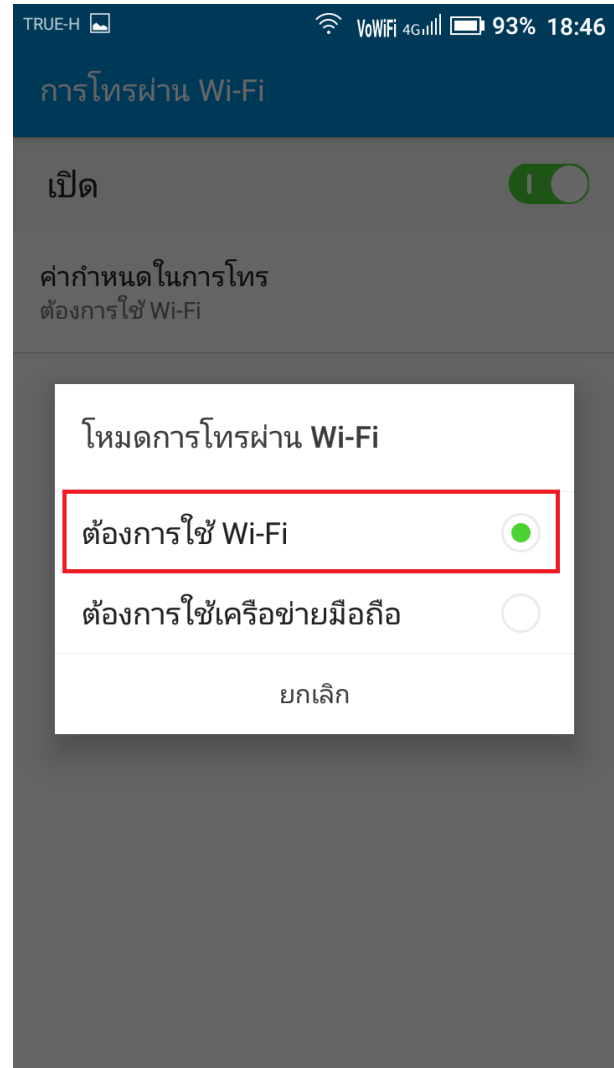 TRUE-H VoWiFi 4G 93% 18:46
การโทรผ่าน Wi-Fi
เปิด
ค่ากำหนดในการโทร
ต้องการใช้ Wi-Fi
โหมดการโทรผ่าน Wi-Fi
ต้องการใช้ Wi-Fi
ต้องการใช้เครือข่ายมือถือ
ยกเลิก